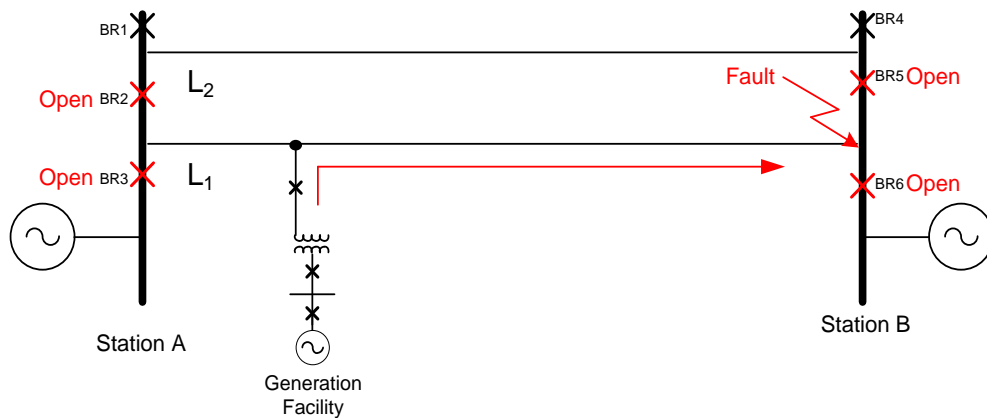 BR1
BR4
L2
Fault
BR5 Open
Open BR2
Open BR3
L1
BR6 Open
Station A
Station B
Generation
Facility